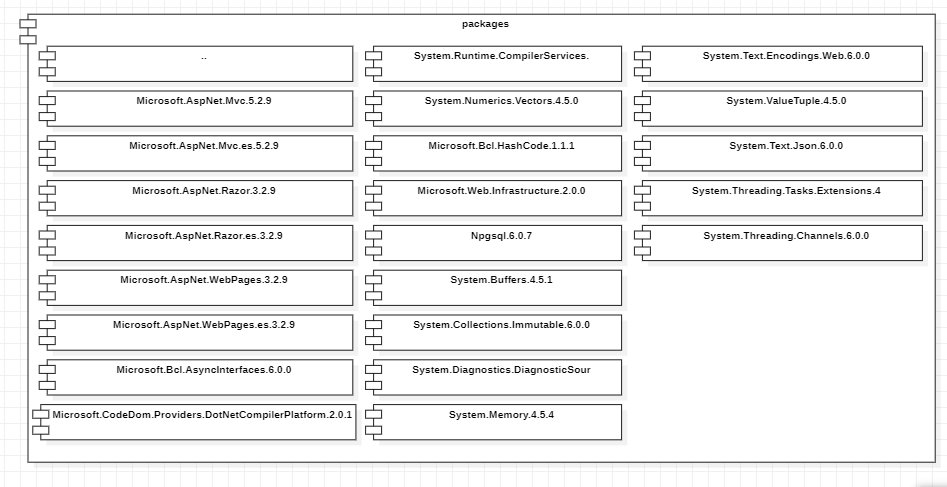 packages
..
Microsoft.AspNet.Mvc.5.2.9
Microsoft.AspNet.Mvc.es.5.2.9
Microsoft.AspNet.Razor.3.2.9
Microsoft.AspNet.Razor.es.3.2.9
Microsoft.AspNet.WebPages.3.2.9
Microsoft.AspNet.WebPages.es.3.2.9
Microsoft.Bcl.AsyncInterfaces.6.0.0
Microsoft.CodeDom.Providers.DotNetCompilerPlatform.2.0.1
System.Runtime.CompilerServices.
System.Numerics.Vectors.4.5.0
Microsoft.Bcl.HashCode.1.1.1
Microsoft.Web.Infrastructure.2.0.0
Npgsql.6.0.7
System.Buffers.4.5.1
System.Collections.Immutable.6.0.0
System.Diagnostics.DiagnosticSour
System.Memory.4.5.4
System.Text.Encodings.Web.6.0.0
System.ValueTuple.4.5.0
System.Text.Json.6.0.0
System.Threading.Tasks.Extensions.4
System.Threading.Channels.6.0.0